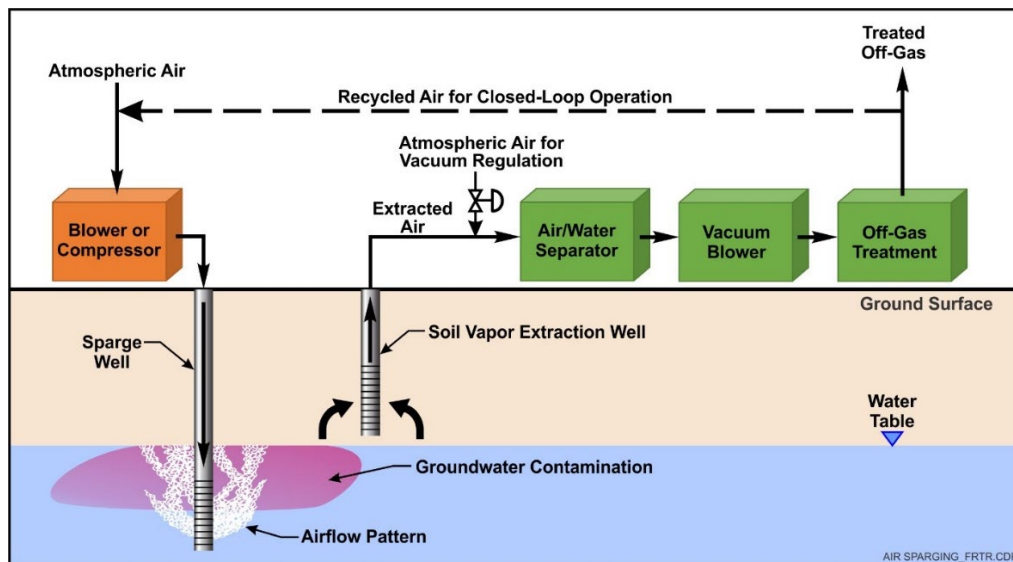 Treated
Off-Gas
Atmospheric Air
Recycled Air for Closed-Loop Operation
Atmospheric Air for
Vacuum Regulation
Extracted
Air
Blower or
Compressor
Air/Water
Separator
Vacuum
Blower
Off-Gas
Treatment
Ground Surface
Sparge
Well
Soil Vapor Extraction Well
Water
Table
Groundwater Contamination
Airflow Pattern
AIR SPARGING_FRTR.CDR